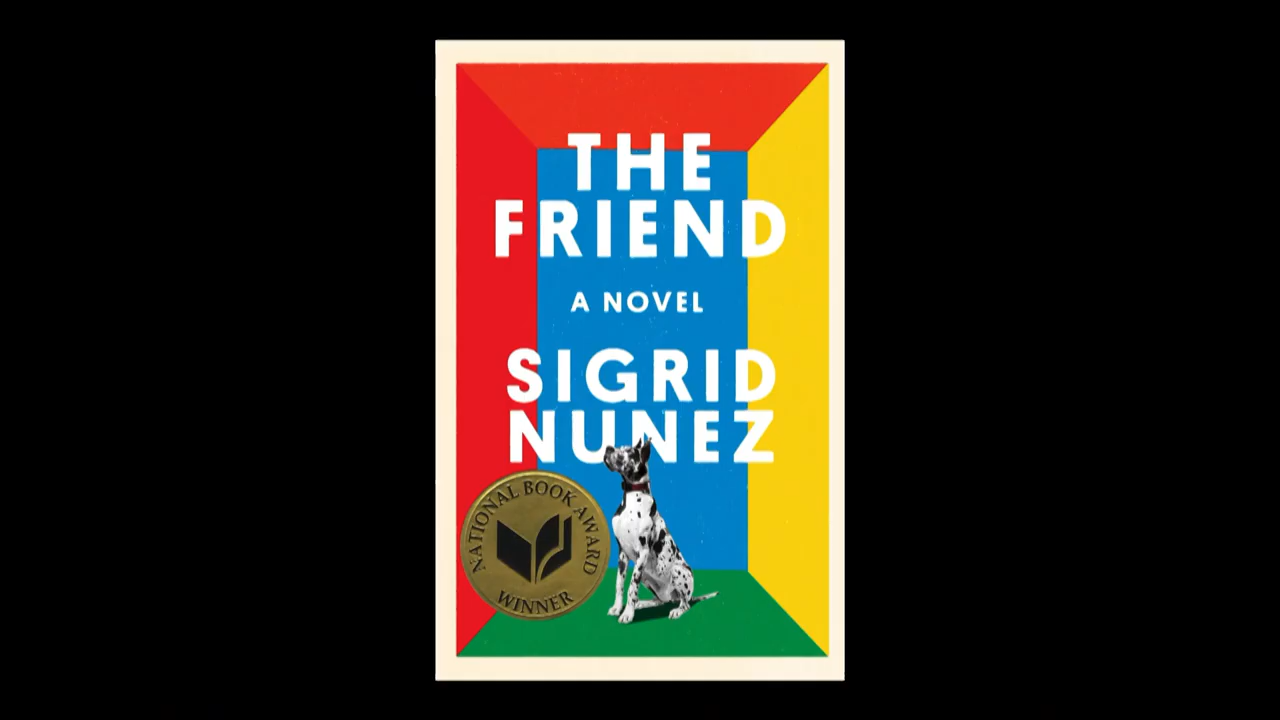 THE
FRIEND
A NOVEL
SIGRID
NUNEZ
NATIONAL BOOK AWARD
WINNER